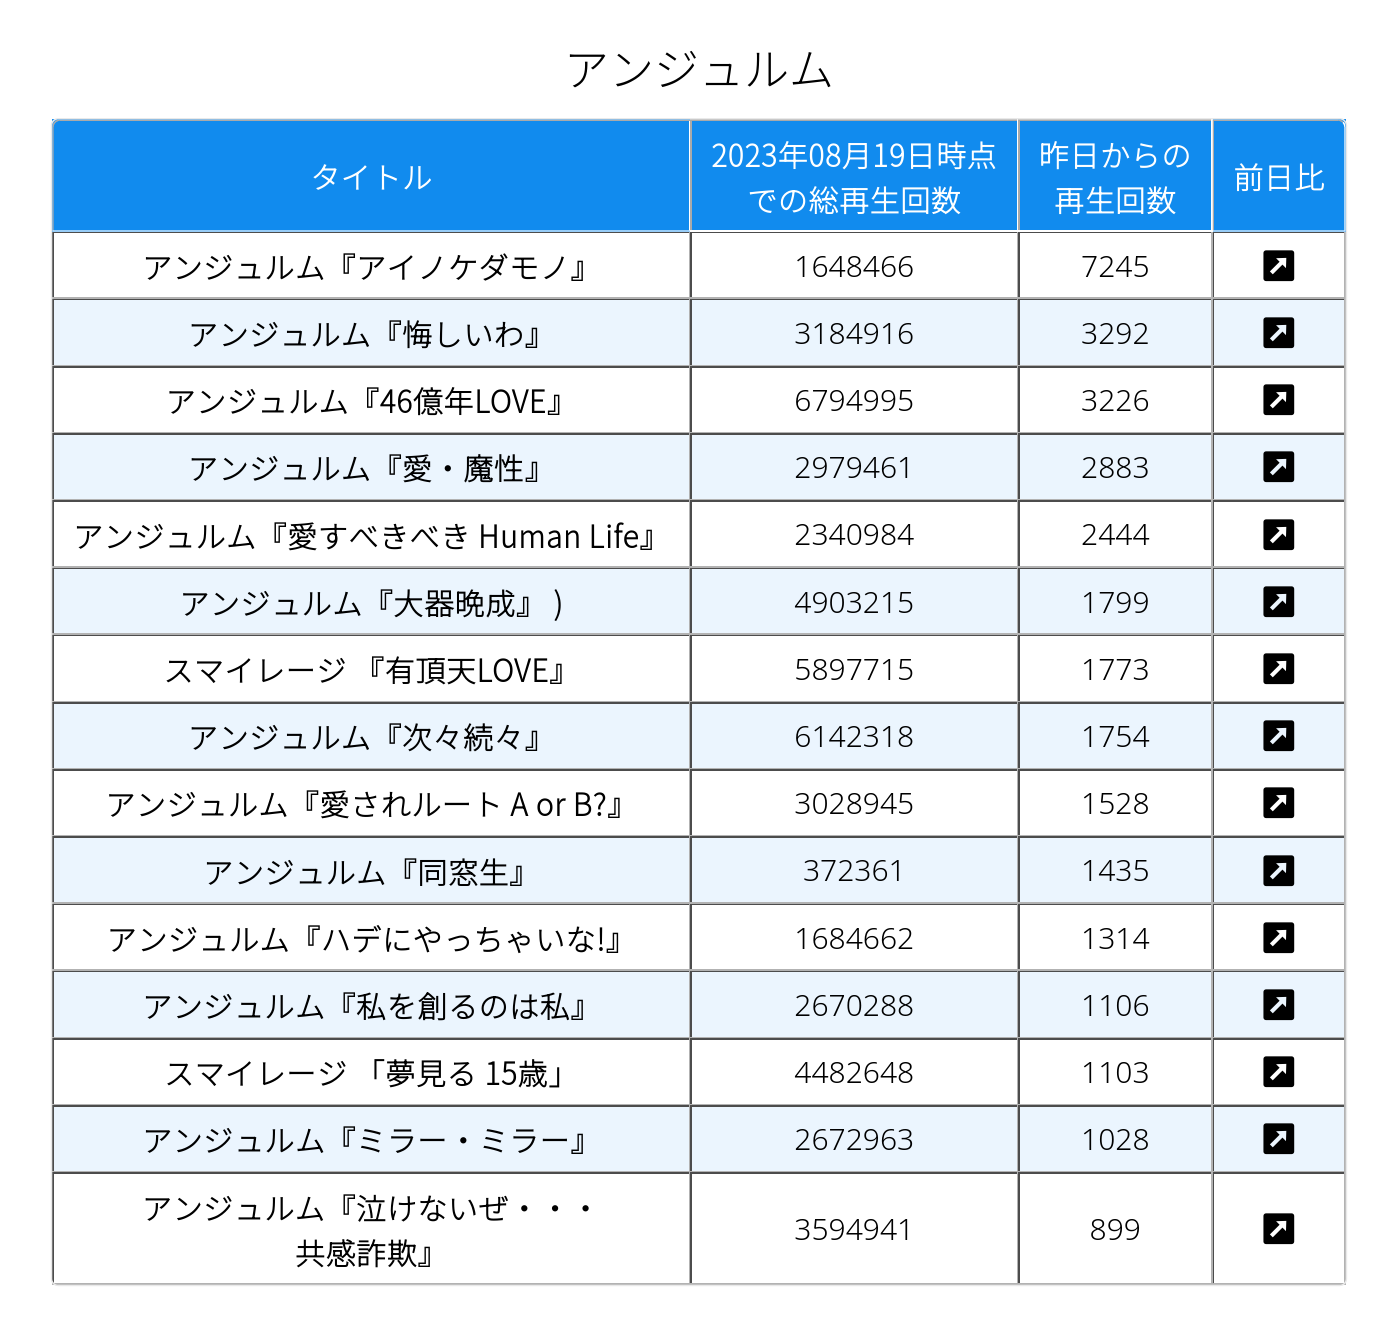 アンジュルム
タイトル
2023年08月19日時点
での総再生回数
昨日からの
再生回数
前日比
アンジュルム『アイノケダモノ』 1648466 7245
アンジュルム『悔しいわ』 3184916 3292
アンジュルム『46億年LOVE』 6794995 3226
アンジュルム『愛・魔性』 2979461 2883
アンジュルム『愛すべきべき Human Life』 2340984 2444
アンジュルム『大器晩成』 ) 4903215 1799
スマイレージ 『有頂天LOVE』 5897715 1773
アンジュルム『次々続々』 6142318 1754
アンジュルム『愛されルート A or B?』 3028945 1528
アンジュルム『同窓生』 372361 1435
アンジュルム『ハデにやっちゃいな!』 1684662 1314
アンジュルム『私を創るのは私』 2670288 1106
スマイレージ 「夢見る 15歳」 4482648 1103
アンジュルム『ミラー・ミラー』 2672963 1028
アンジュルム『泣けないぜ・・・
共感詐欺』 3594941 899